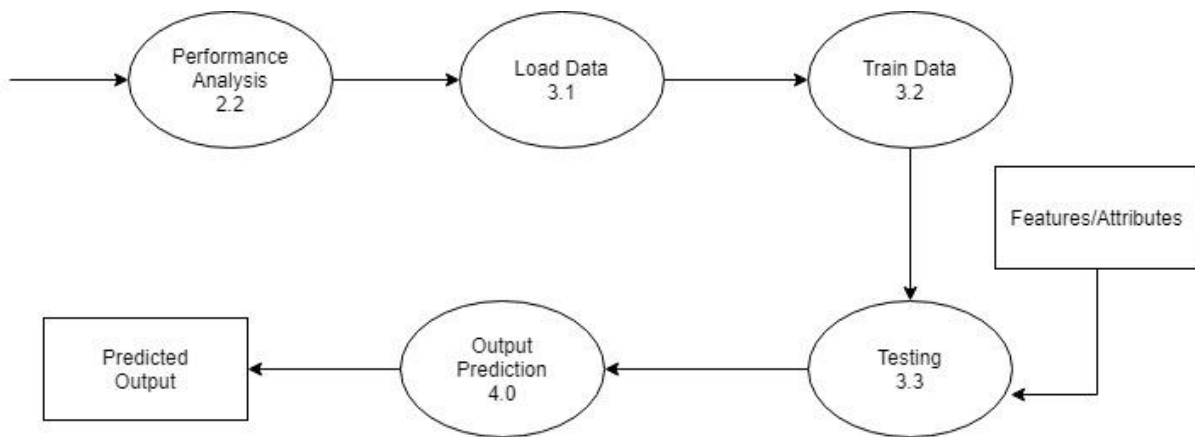 Performance
Analysis
2.2
Load Data
3.1
Train Data
3.2
Features/Attributes
Predicted
Output
Output
Prediction
4.0
Testing
3.3